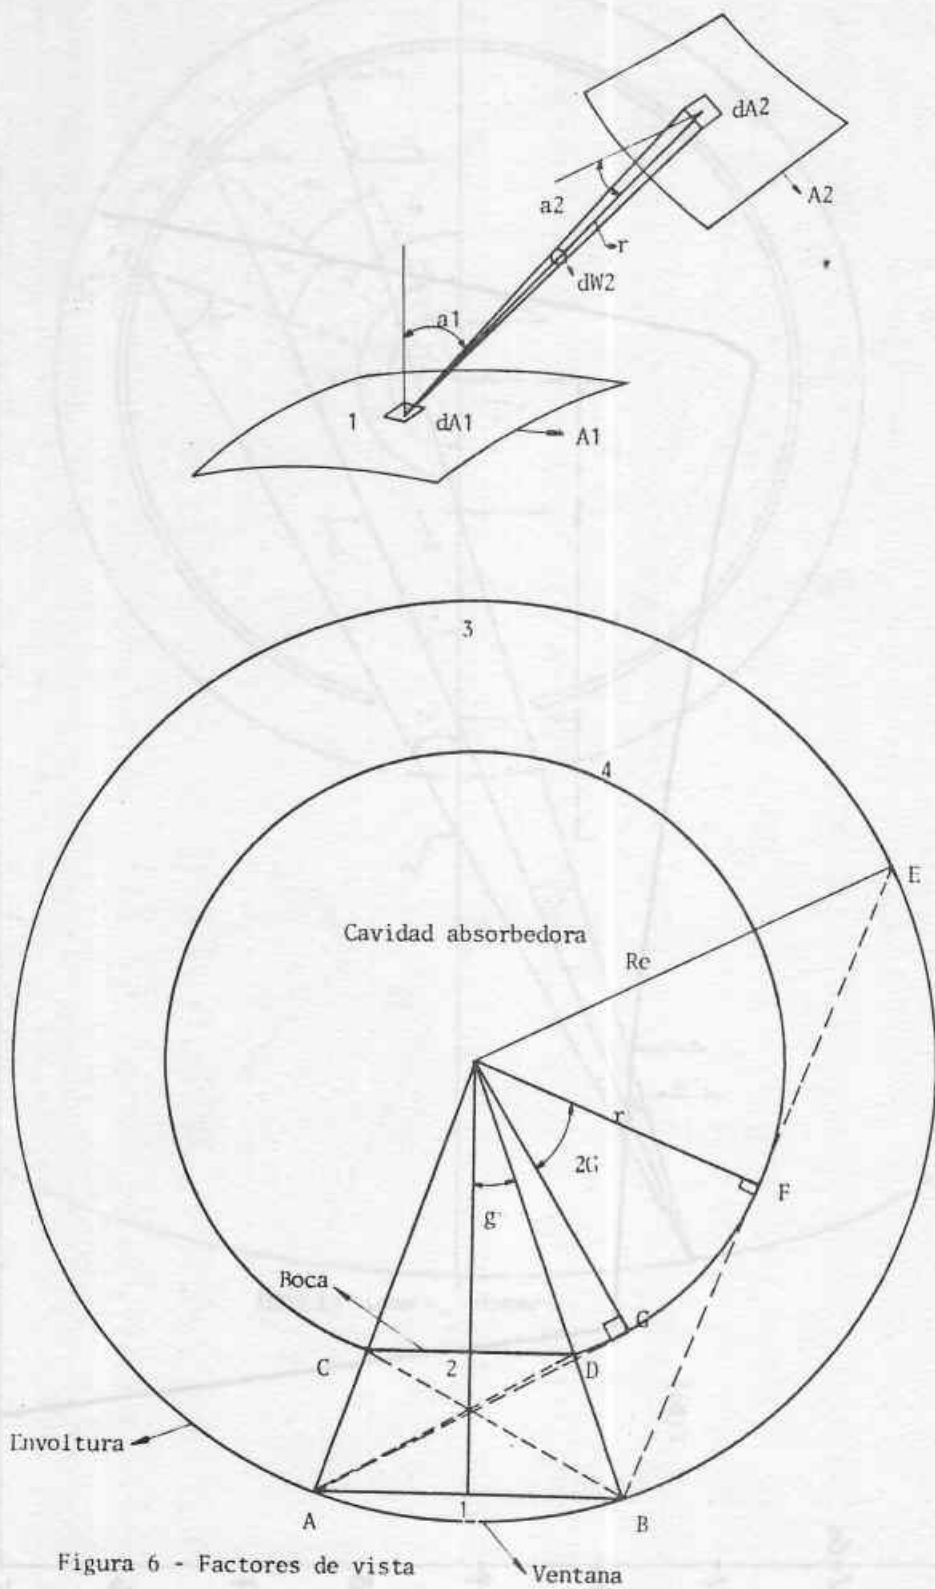 dA2
a2
A2
r
dW2
a1
1
dA1
A1
3
4
E
Cavidad absorbedora
Re
r
2G
F
g
Boca
G
C
2
D
Envoltura
A
1
B
Figura 6 - Factores de vista
Ventana